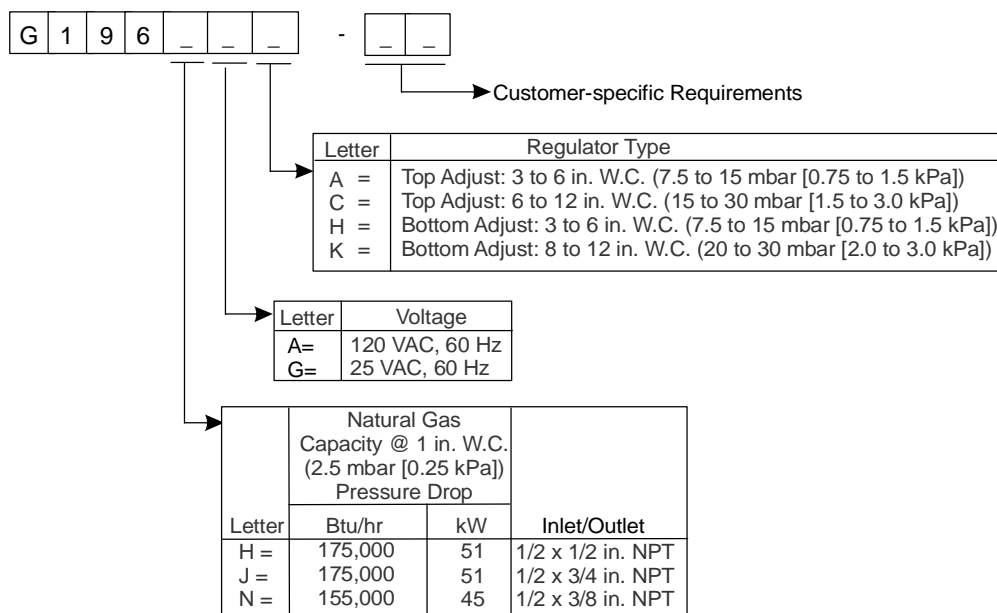 G 1 9 6 _ _ _ - _ _
Customer-specific Requirements
Letter Regulator Type
A = Top Adjust: 3 to 6 in. W.C. (7.5 to 15 mbar [0.75 to 1.5 kPa])
C = Top Adjust: 6 to 12 in. W.C. (15 to 30 mbar [1.5 to 3.0 kPa])
H = Bottom Adjust: 3 to 6 in. W.C. (7.5 to 15 mbar [0.75 to 1.5 kPa])
K = Bottom Adjust: 8 to 12 in. W.C. (20 to 30 mbar [2.0 to 3.0 kPa])
Letter Voltage
A= 120 VAC, 60 Hz
G= 25 VAC, 60 Hz
Natural Gas
Capacity @ 1 in. W.C.
(2.5 mbar [0.25 kPa])
Pressure Drop
Letter Btu/hr kW Inlet/Outlet
H = 175,000 51 1/2 x 1/2 in. NPT
J = 175,000 51 1/2 x 3/4 in. NPT
N = 155,000 45 1/2 x 3/8 in. NPT